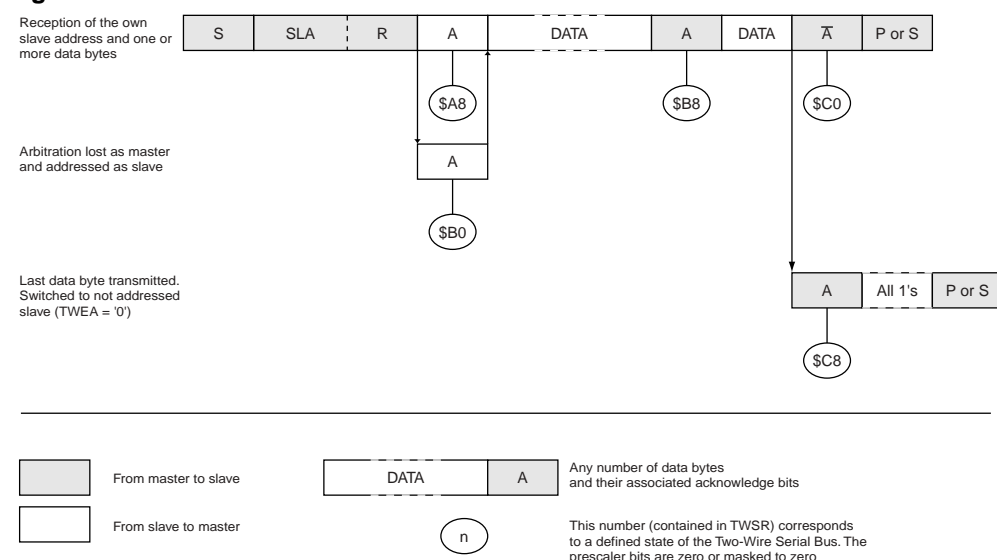 Reception of the own
slave address and one or
more data bytes
S SLA R A DATA A DATA A̅ P or S
$A8 $B8 $C0
Arbitration lost as master
and addressed as slave
A
$B0
Last data byte transmitted.
Switched to not addressed
slave (TWEA = '0')
A All 1's P or S
$C8
From master to slave
DATA A
Any number of data bytes
and their associated acknowledge bits
From slave to master
n
This number (contained in TWSR) corresponds
to a defined state of the Two-Wire Serial Bus. The
prescaler bits are zero or masked to zero